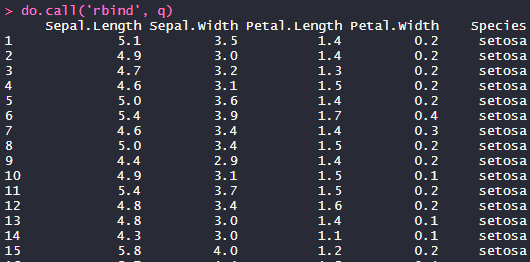 > do.call('rbind', q)
Sepal.Length Sepal.Width Petal.Length Petal.Width Species
1 5.1 3.5 1.4 0.2 setosa
2 4.9 3.0 1.4 0.2 setosa
3 4.7 3.2 1.3 0.2 setosa
4 4.6 3.1 1.5 0.2 setosa
5 5.0 3.6 1.4 0.2 setosa
6 5.4 3.9 1.7 0.4 setosa
7 4.6 3.4 1.4 0.3 setosa
8 5.0 3.4 1.5 0.2 setosa
9 4.4 2.9 1.4 0.2 setosa
10 4.9 3.1 1.5 0.1 setosa
11 5.4 3.7 1.5 0.2 setosa
12 4.8 3.4 1.6 0.2 setosa
13 4.8 3.0 1.4 0.1 setosa
14 4.3 3.0 1.1 0.1 setosa
15 5.8 4.0 1.2 0.2 setosa